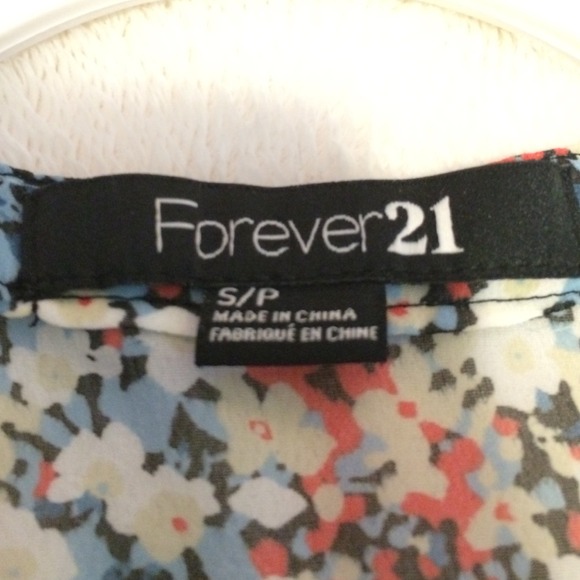 Forever21
S/P
MADE IN CHINA
FABRIQUÉ EN CHINE